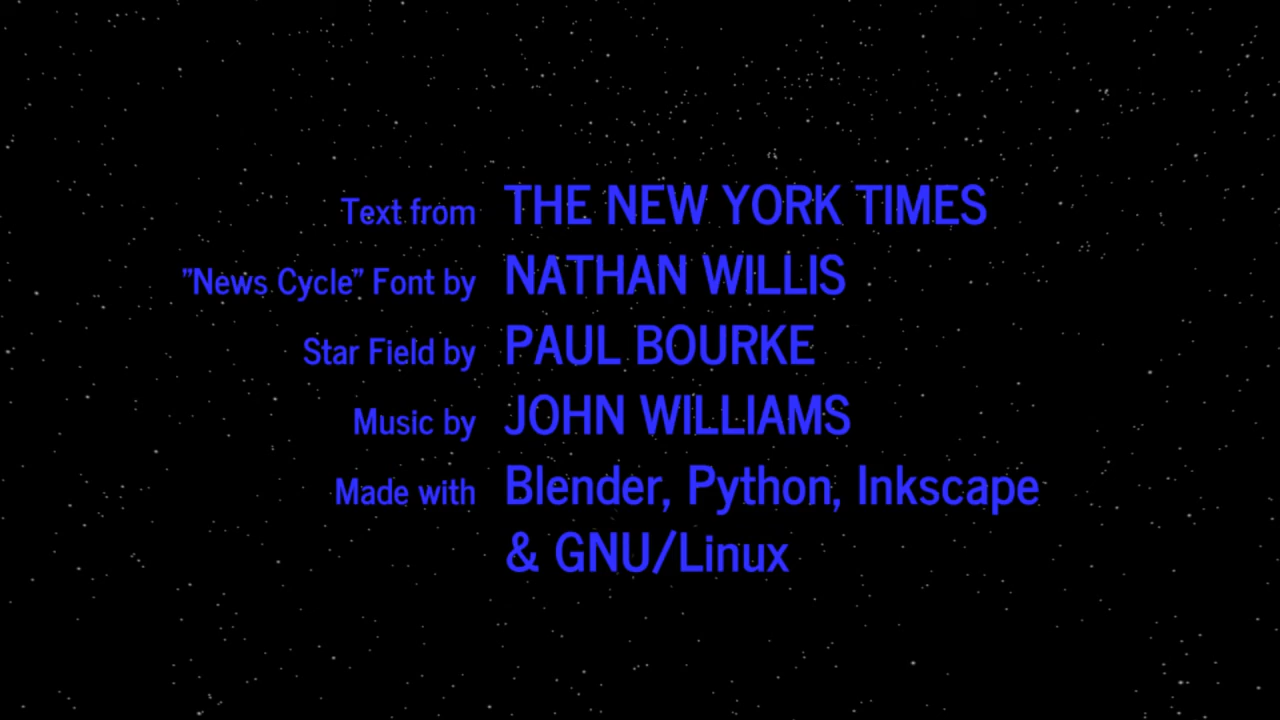 Text from THE NEW YORK TIMES
"News Cycle" Font by NATHAN WILLIS
Star Field by PAUL BOURKE
Music by JOHN WILLIAMS
Made with Blender, Python, Inkscape
& GNU/Linux